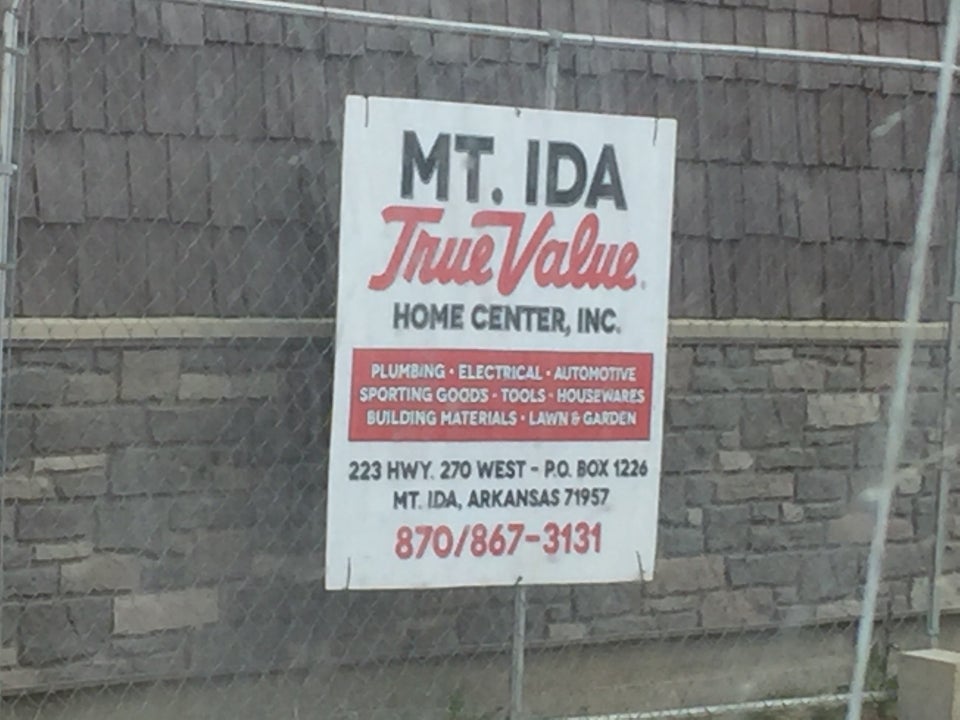 MT. IDA
True Value®
HOME CENTER, INC.
PLUMBING • ELECTRICAL • AUTOMOTIVE
SPORTING GOODS • TOOLS • HOUSEWARES
BUILDING MATERIALS • LAWN & GARDEN
223 HWY. 270 WEST - P.O. BOX 1226
MT. IDA, ARKANSAS 71957
870/867-3131